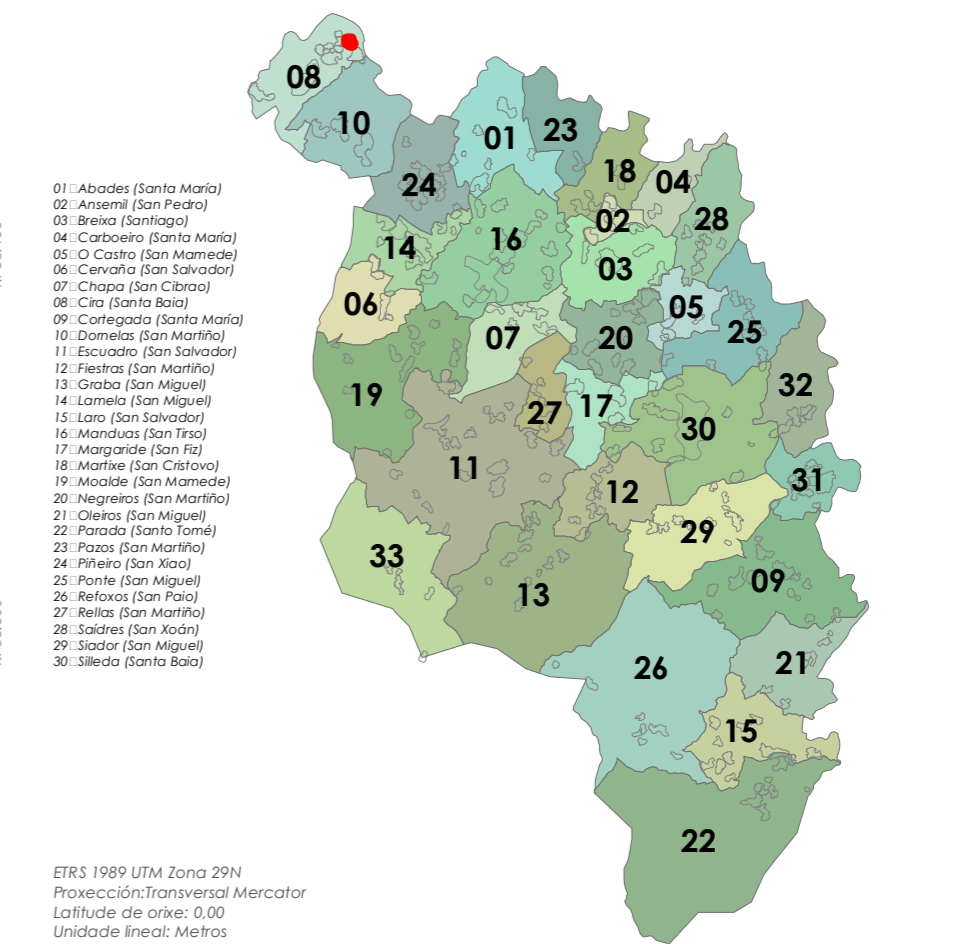 08
10
01
23
24
18
04
02
28
14
16
03
06
05
07
20
25
19
27
17
32
30
11
12
31
29
33
13
09
26
21
15
22
01□Abades (Santa María)
02□Ansemil (San Pedro)
03□Breixa (Santiago)
04□Carboeiro (Santa María)
05□O Castro (San Mamede)
06□Cervaña (San Salvador)
07□Chapa (San Cibrao)
08□Cira (Santa Baia)
09□Cortegada (Santa María)
10□Dornelas (San Martiño)
11□Escuadro (San Salvador)
12□Fiestras (San Martiño)
13□Graba (San Miguel)
14□Lamela (San Miguel)
15□Laro (San Salvador)
16□Manduas (San Tirso)
17□Margaride (San Fiz)
18□Martixe (San Cristovo)
19□Moalde (San Mamede)
20□Negreiros (San Martiño)
21□Oleiros (San Miguel)
22□Parada (Santo Tomé)
23□Pazos (San Martiño)
24□Piñeiro (San Xiao)
25□Ponte (San Miguel)
26□Refoxos (San Paio)
27□Rellas (San Martiño)
28□Saídres (San Xoán)
29□Siador (San Miguel)
30□Silleda (Santa Baia)
ETRS 1989 UTM Zona 29N
Proxección:Transversal Mercator
Latitude de orixe: 0,00
Unidade lineal: Metros